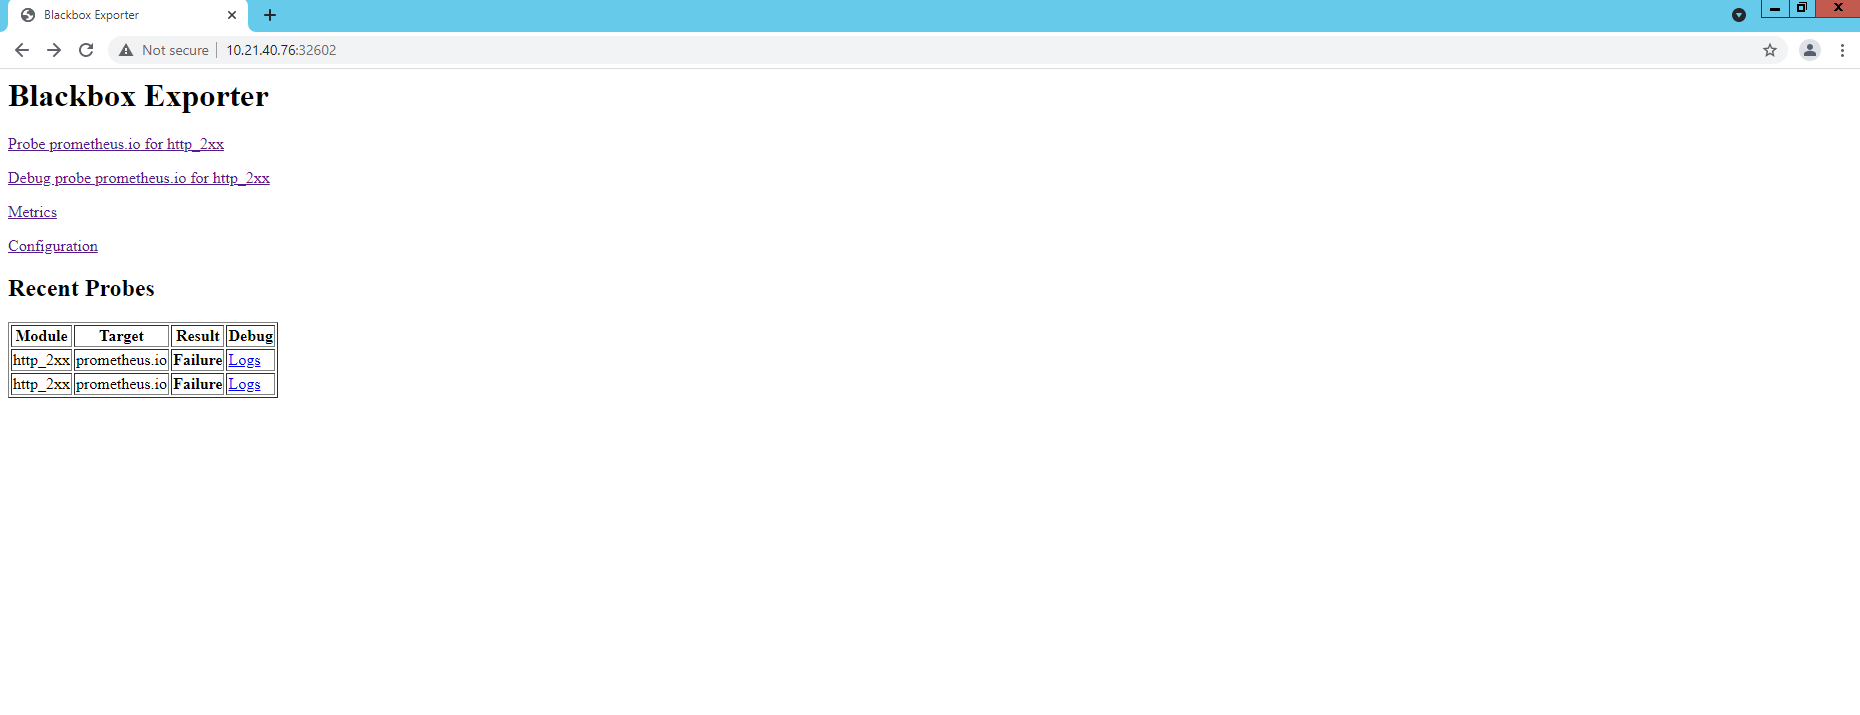 Blackbox Exporter
Not secure 10.21.40.76:32602
Blackbox Exporter
Probe prometheus.io for http_2xx
Debug probe prometheus.io for http_2xx
Metrics
Configuration
Recent Probes
Module Target Result Debug
http_2xx prometheus.io Failure Logs
http_2xx prometheus.io Failure Logs